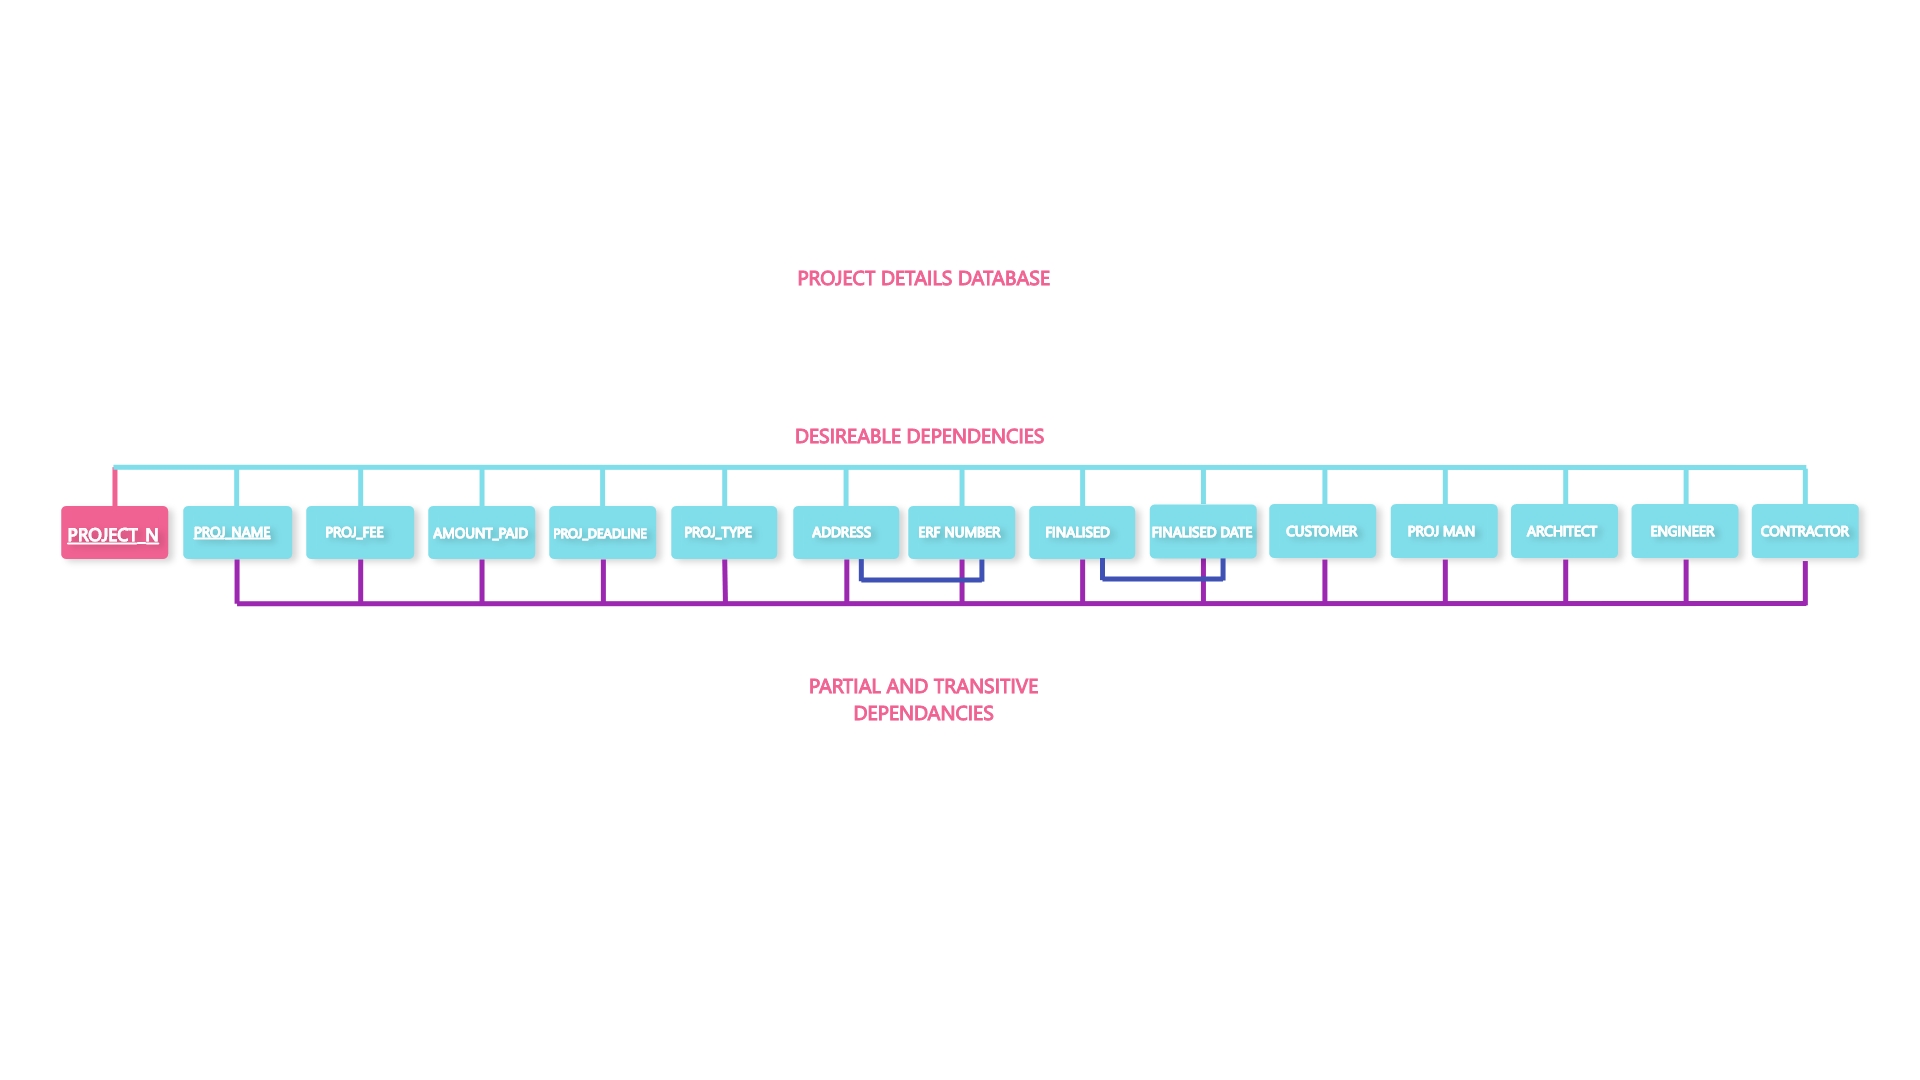 PROJECT DETAILS DATABASE
DESIREABLE DEPENDENCIES
PROJECT_N
PROJ_NAME
PROJ_FEE
AMOUNT_PAID
PROJ_DEADLINE
PROJ_TYPE
ADDRESS
ERF NUMBER
FINALISED
FINALISED DATE
CUSTOMER
PROJ MAN
ARCHITECT
ENGINEER
CONTRACTOR
PARTIAL AND TRANSITIVE
DEPENDANCIES